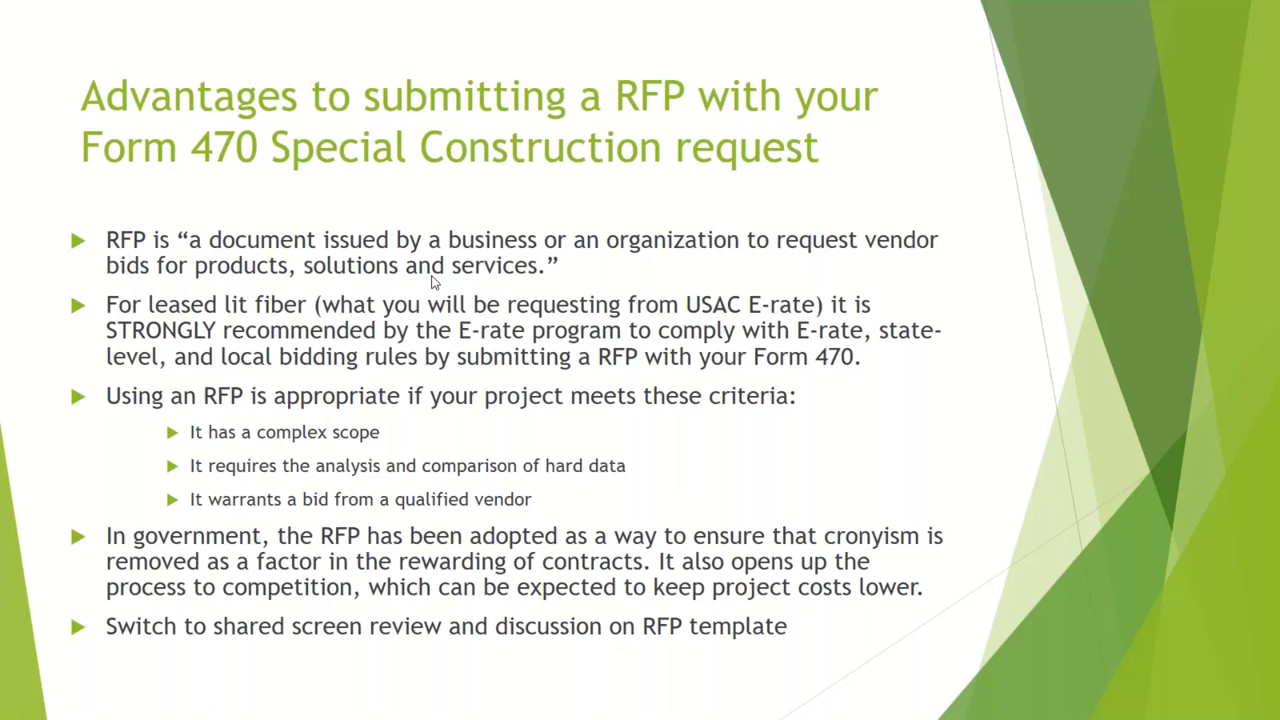 Advantages to submitting a RFP with your
Form 470 Special Construction request
RFP is “a document issued by a business or an organization to request vendor
bids for products, solutions and services.”
For leased lit fiber (what you will be requesting from USAC E-rate) it is
STRONGLY recommended by the E-rate program to comply with E-rate, state-
level, and local bidding rules by submitting a RFP with your Form 470.
Using an RFP is appropriate if your project meets these criteria:
It has a complex scope
It requires the analysis and comparison of hard data
It warrants a bid from a qualified vendor
In government, the RFP has been adopted as a way to ensure that cronyism is
removed as a factor in the rewarding of contracts. It also opens up the
process to competition, which can be expected to keep project costs lower.
Switch to shared screen review and discussion on RFP template